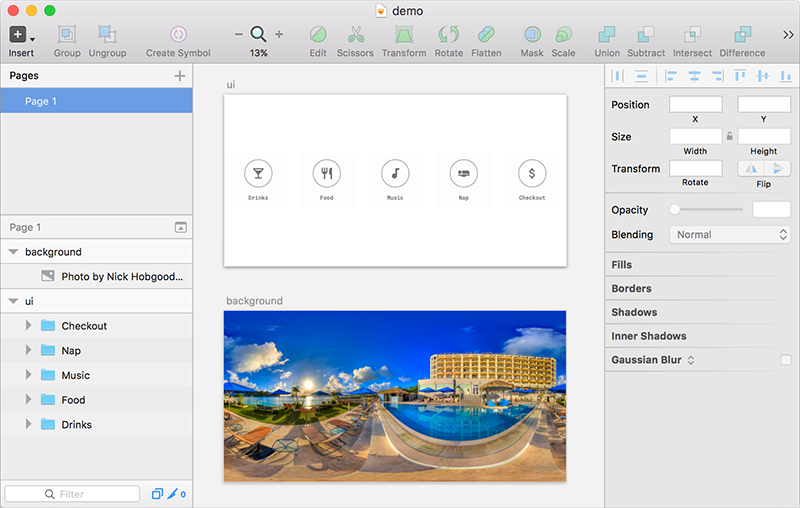 demo
Insert
Group
Ungroup
Create Symbol
13%
Edit
Scissors
Transform
Rotate
Flatten
Mask
Scale
Union
Subtract
Intersect
Difference
Pages
Page 1
Page 1
background
Photo by Nick Hobgood...
ui
Checkout
Nap
Music
Food
Drinks
Filter
0
ui
Drinks
Food
Music
Nap
$
Checkout
background
Position
X
Y
Size
Width
Height
Transform
Rotate
Flip
Opacity
Blending
Normal
Fills
Borders
Shadows
Inner Shadows
Gaussian Blur